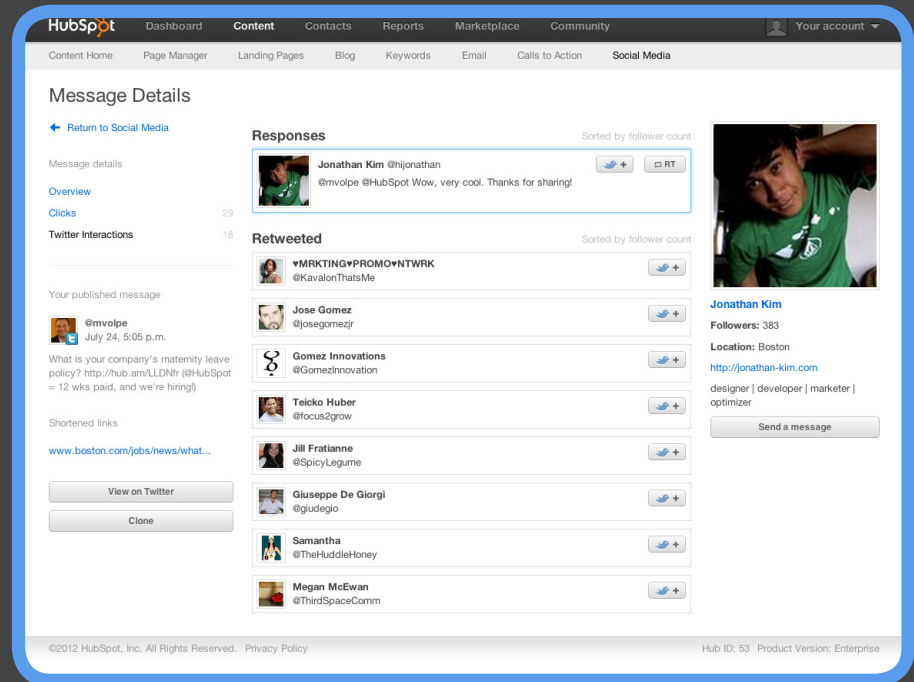 HubSpot Dashboard Content Contacts Reports Marketplace Community Your account
Content Home Page Manager Landing Pages Blog Keywords Email Calls to Action Social Media
Message Details
Return to Social Media
Message details
Overview
Clicks 29
Twitter Interactions 18
Your published message
@mvolpe
July 24, 5:05 p.m.
What is your company's maternity leave
policy? http://hub.am/LLDNfr (@HubSpot
= 12 wks paid, and we're hiring!)
Shortened links
www.boston.com/jobs/news/what...
View on Twitter
Clone
Responses Sorted by follower count
Jonathan Kim @hijonathan + RT
@mvolpe @HubSpot Wow, very cool. Thanks for sharing!
Retweeted Sorted by follower count
♥MRKTING♥PROMO♥NTWRK +
@KavalonThatsMe
Jose Gomez +
@josegomezjr
Gomez Innovations +
@GomezInnovation
Teicko Huber +
@focus2grow
Jill Fratianne +
@SpicyLegume
Giuseppe De Giorgi +
@giudegio
Samantha +
@TheHuddleHoney
Megan McEwan +
@ThirdSpaceComm
Jonathan Kim
Followers: 383
Location: Boston
http://jonathan-kim.com
designer | developer | marketer |
optimizer
Send a message
©2012 HubSpot, Inc. All Rights Reserved. Privacy Policy Hub ID: 53 Product Version: Enterprise